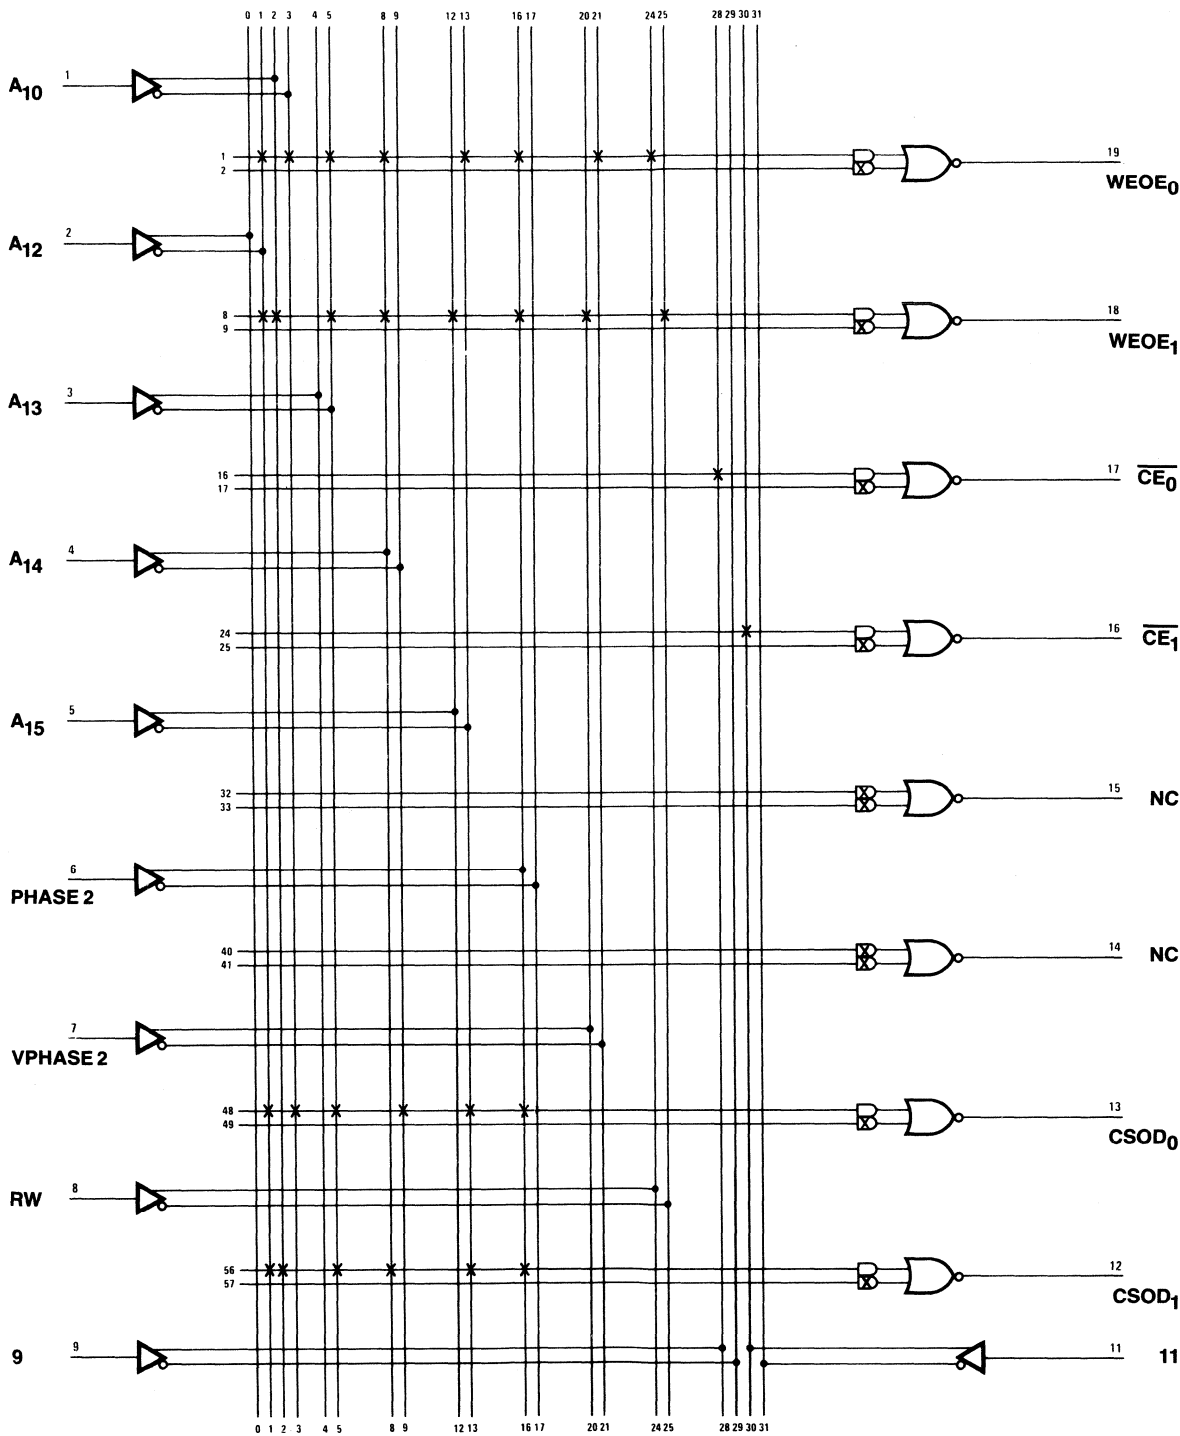 0 1 2 3 4 5 8 9 12 13 16 17 20 21 24 25 28 29 30 31
A10 1
1 19
2 WEOE0
A12 2
8 18
9 WEOE1
A13 3
16 17 CE0
17
A14 4
24 16 CE1
25
A15 5
32 15 NC
33
6
PHASE 2
40 14 NC
41
7
VPHASE 2
48 13
49 CSOD0
RW 8
56 12
57 CSOD1
9 9 11 11
0 1 2 3 4 5 8 9 12 13 16 17 20 21 24 25 28 29 30 31